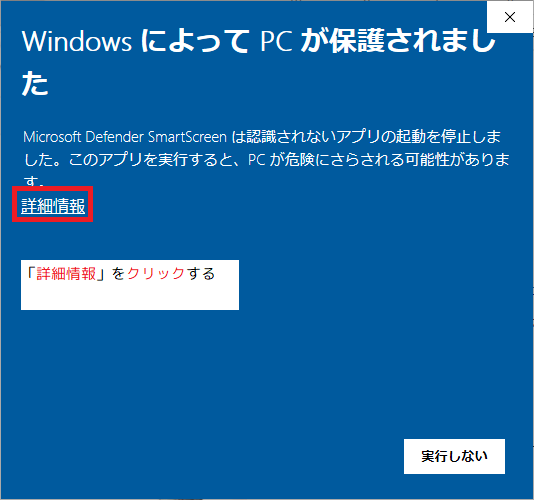 Windows によって PC が保護されまし
た
Microsoft Defender SmartScreen は認識されないアプリの起動を停止しま
した。このアプリを実行すると、PC が危険にさらされる可能性がありま
す。
詳細情報
「詳細情報」をクリックする
実行しない